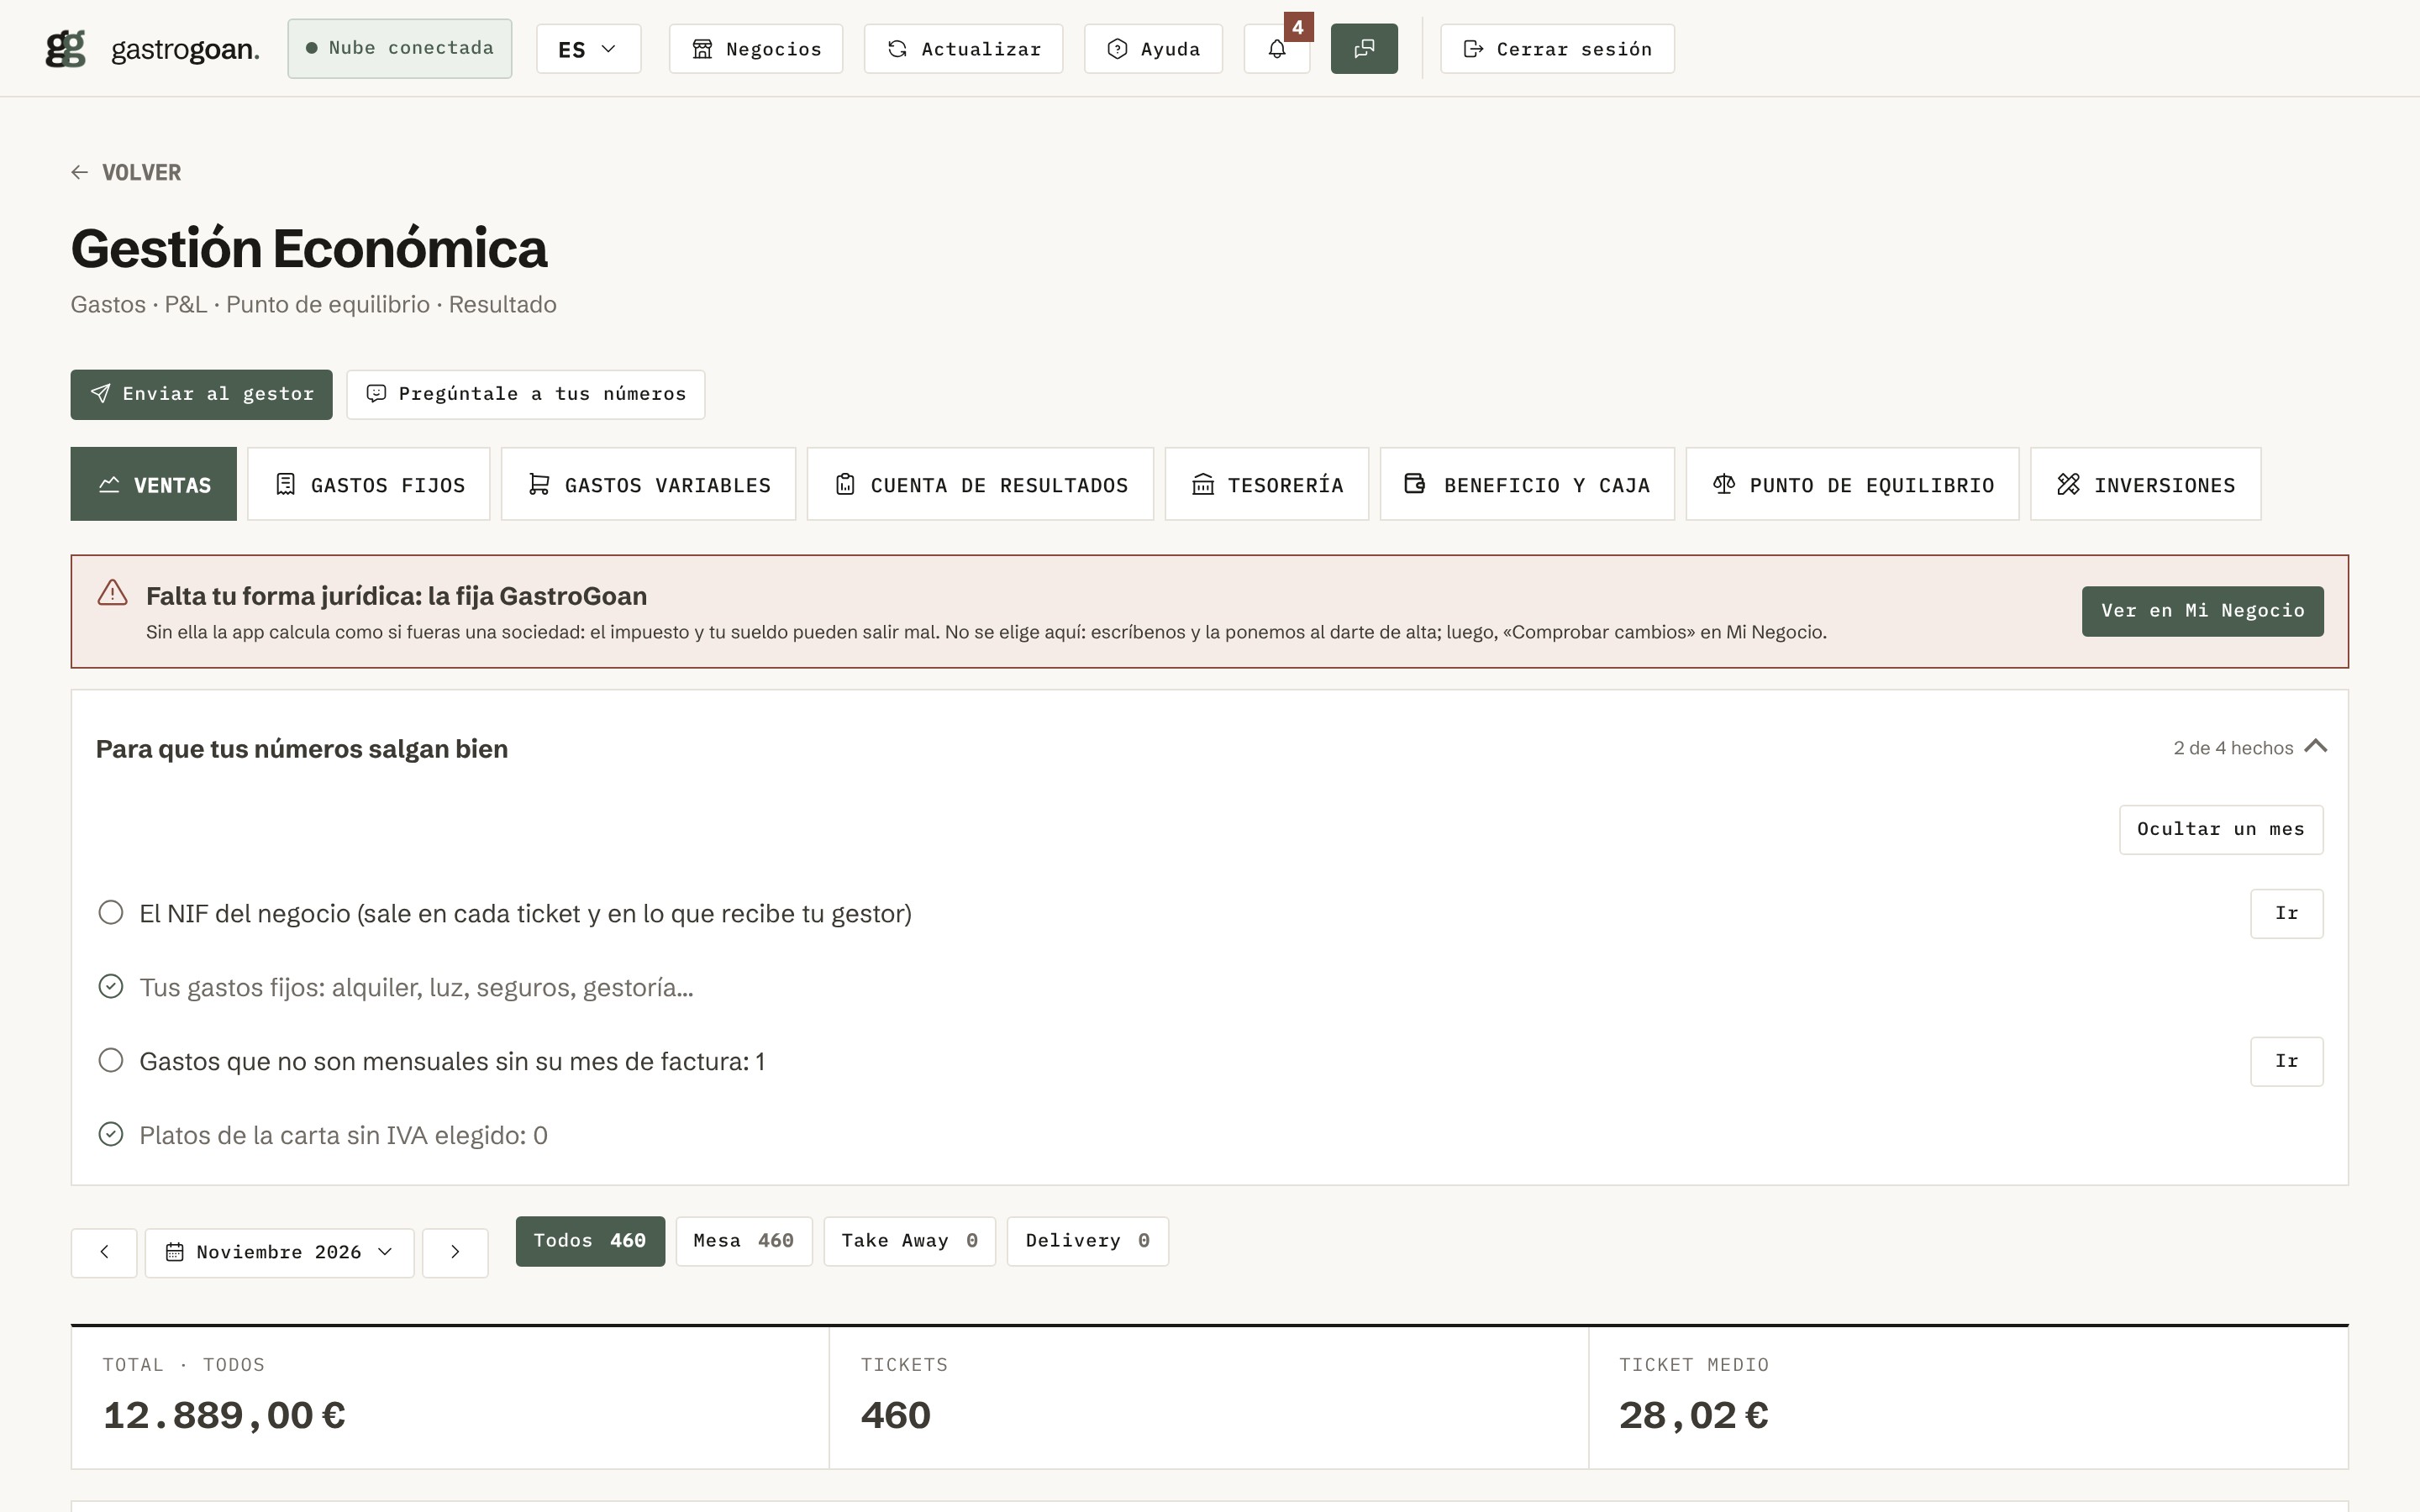 gg gastrogoan.
Nube conectada
ES
Negocios
Actualizar
Ayuda
4
Cerrar sesión
← VOLVER
Gestión Económica
Gastos · P&L · Punto de equilibrio · Resultado
Enviar al gestor
Pregúntale a tus números
VENTAS
GASTOS FIJOS
GASTOS VARIABLES
CUENTA DE RESULTADOS
TESORERÍA
BENEFICIO Y CAJA
PUNTO DE EQUILIBRIO
INVERSIONES
Falta tu forma jurídica: la fija GastroGoan
Sin ella la app calcula como si fueras una sociedad: el impuesto y tu sueldo pueden salir mal. No se elige aquí: escríbenos y la ponemos al darte de alta; luego, «Comprobar cambios» en Mi Negocio.
Ver en Mi Negocio
Para que tus números salgan bien
2 de 4 hechos
Ocultar un mes
El NIF del negocio (sale en cada ticket y en lo que recibe tu gestor)
Ir
Tus gastos fijos: alquiler, luz, seguros, gestoría...
Gastos que no son mensuales sin su mes de factura: 1
Ir
Platos de la carta sin IVA elegido: 0
Noviembre 2026
Todos 460
Mesa 460
Take Away 0
Delivery 0
TOTAL · TODOS
12.889,00 €
TICKETS
460
TICKET MEDIO
28,02 €